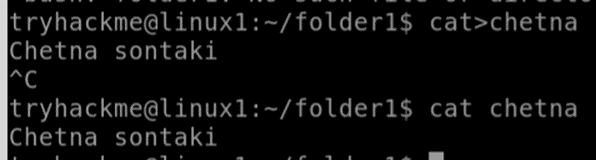 tryhackme@linux1:~/folder1$ cat>chetna
Chetna sontaki
^C
tryhackme@linux1:~/folder1$ cat chetna
Chetna sontaki